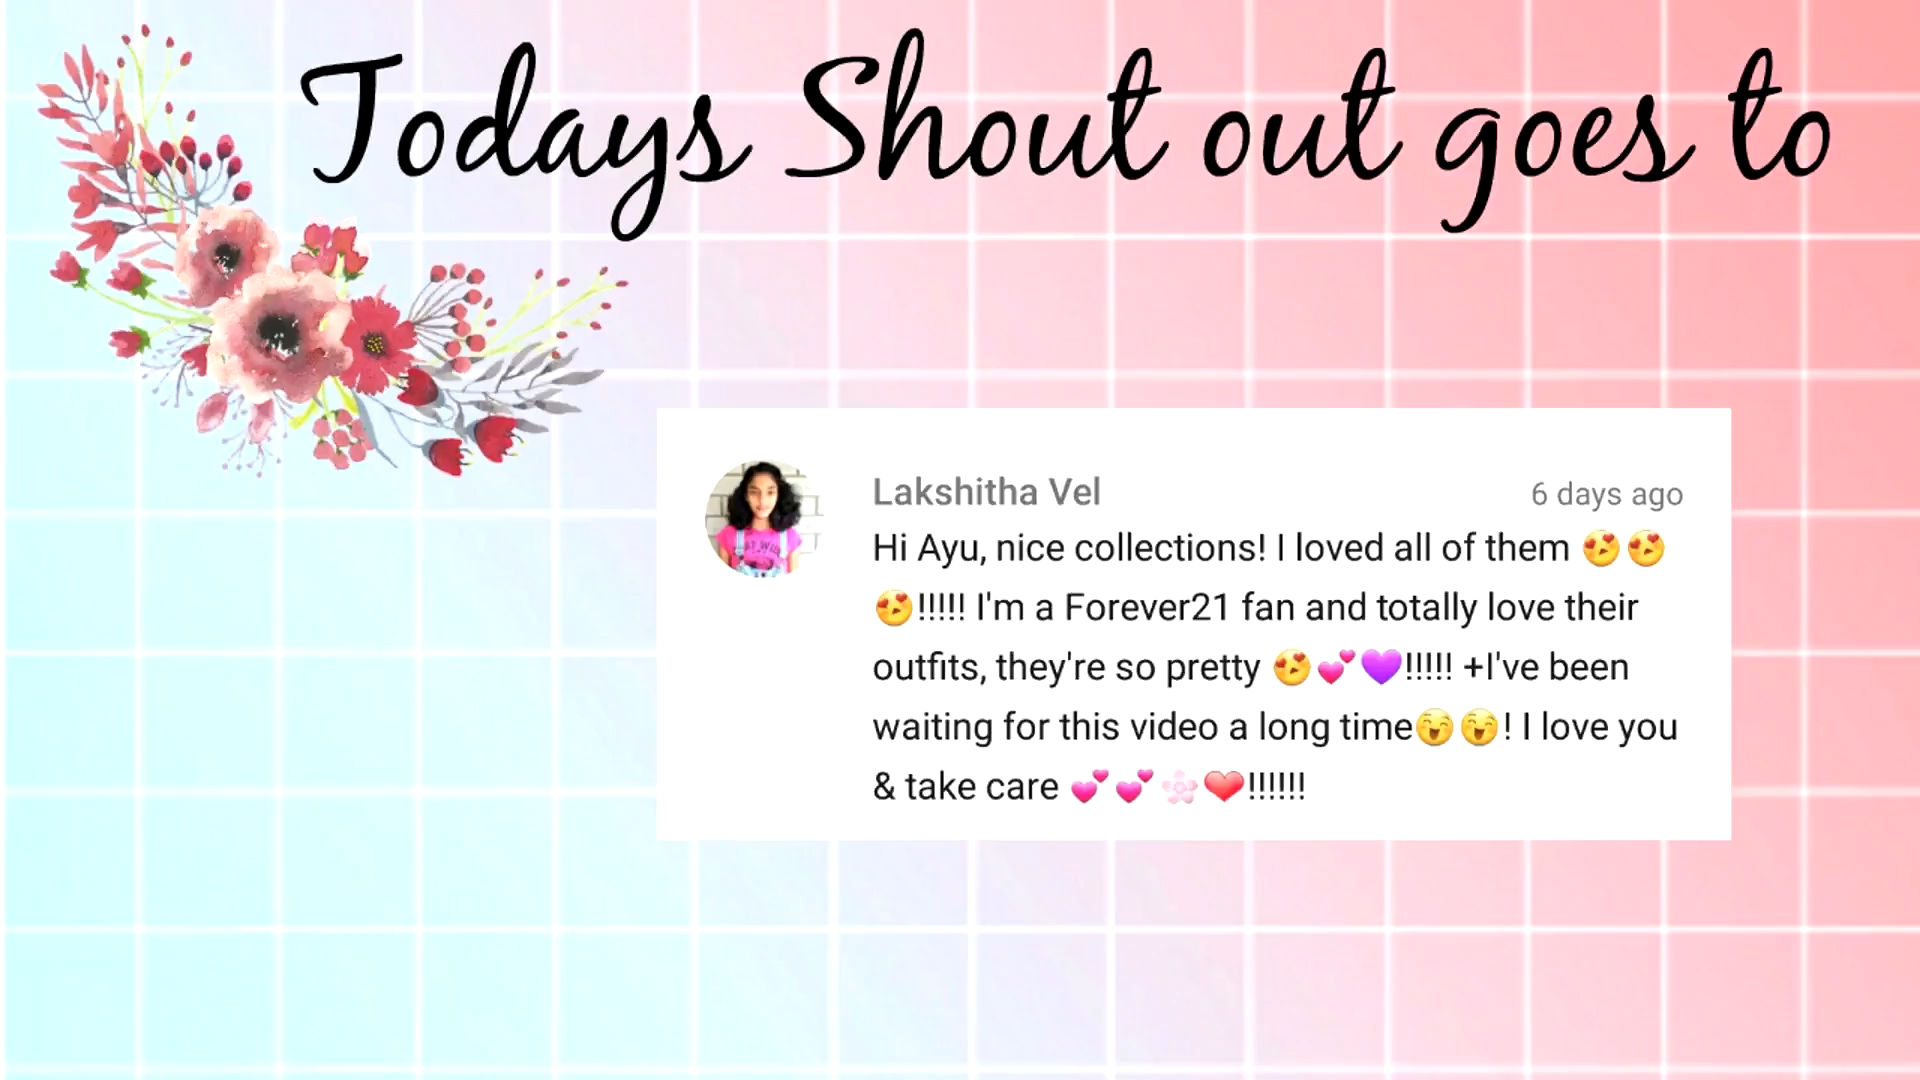 Todays Shout out goes to
Lakshitha Vel
6 days ago
Hi Ayu, nice collections! I loved all of them 😍😍
😍!!!!! I'm a Forever21 fan and totally love their
outfits, they're so pretty 😍💕💜!!!!! +I've been
waiting for this video a long time😄😄! I love you
& take care 💕💕🌸❤!!!!!!